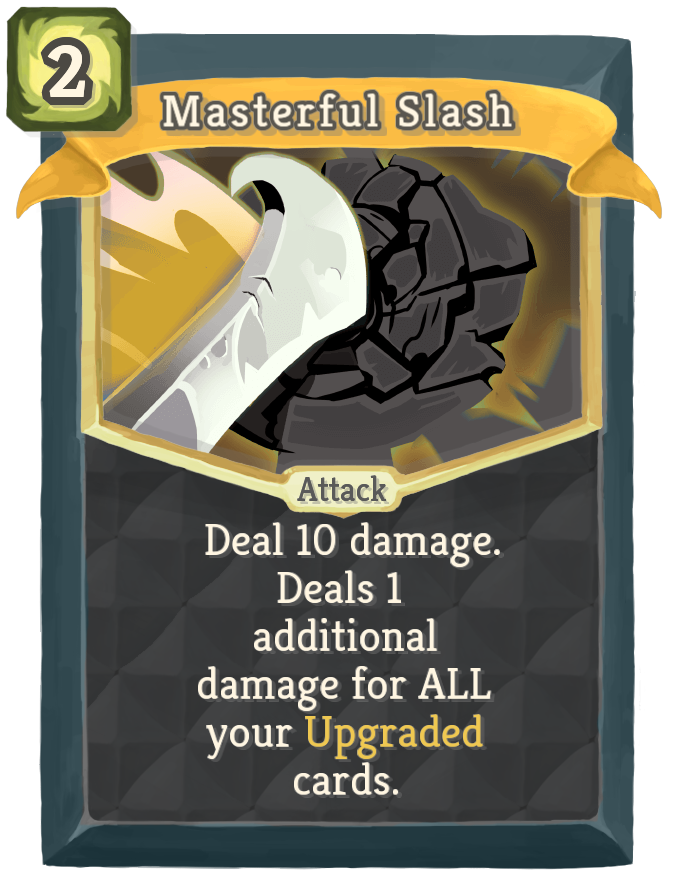 2
Masterful Slash
Attack
Deal 10 damage.
Deals 1
additional
damage for ALL
your Upgraded
cards.